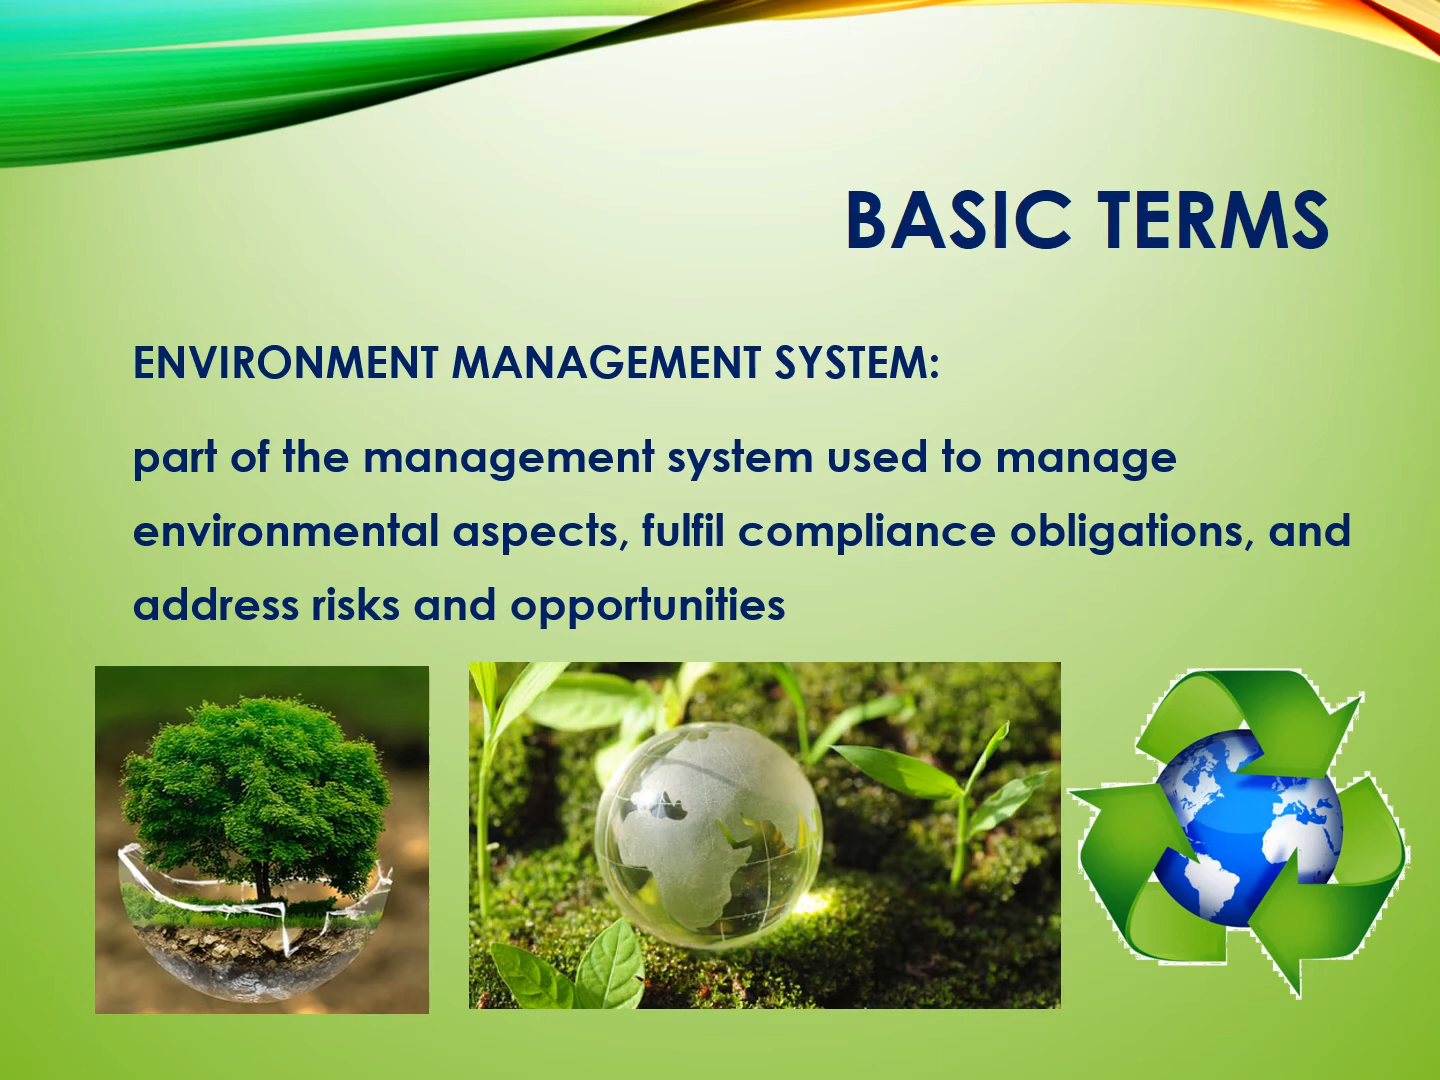 BASIC TERMS
ENVIRONMENT MANAGEMENT SYSTEM:
part of the management system used to manage
environmental aspects, fulfil compliance obligations, and
address risks and opportunities